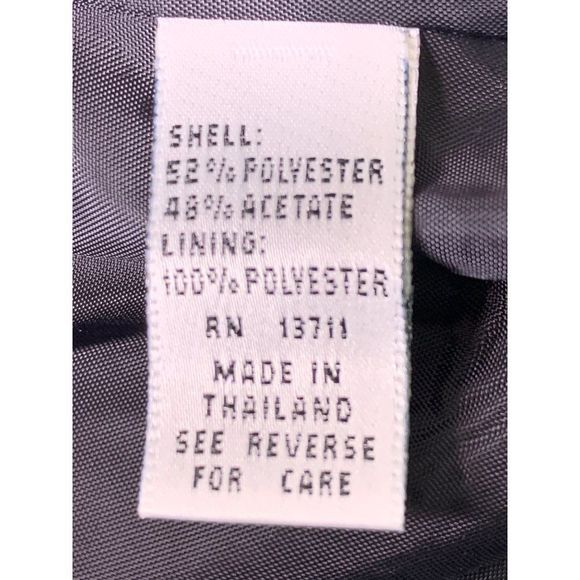 SHELL:
52% POLYESTER
48% ACETATE
LINING:
100% POLYESTER
RN 13711
MADE IN
THAILAND
SEE REVERSE
FOR CARE